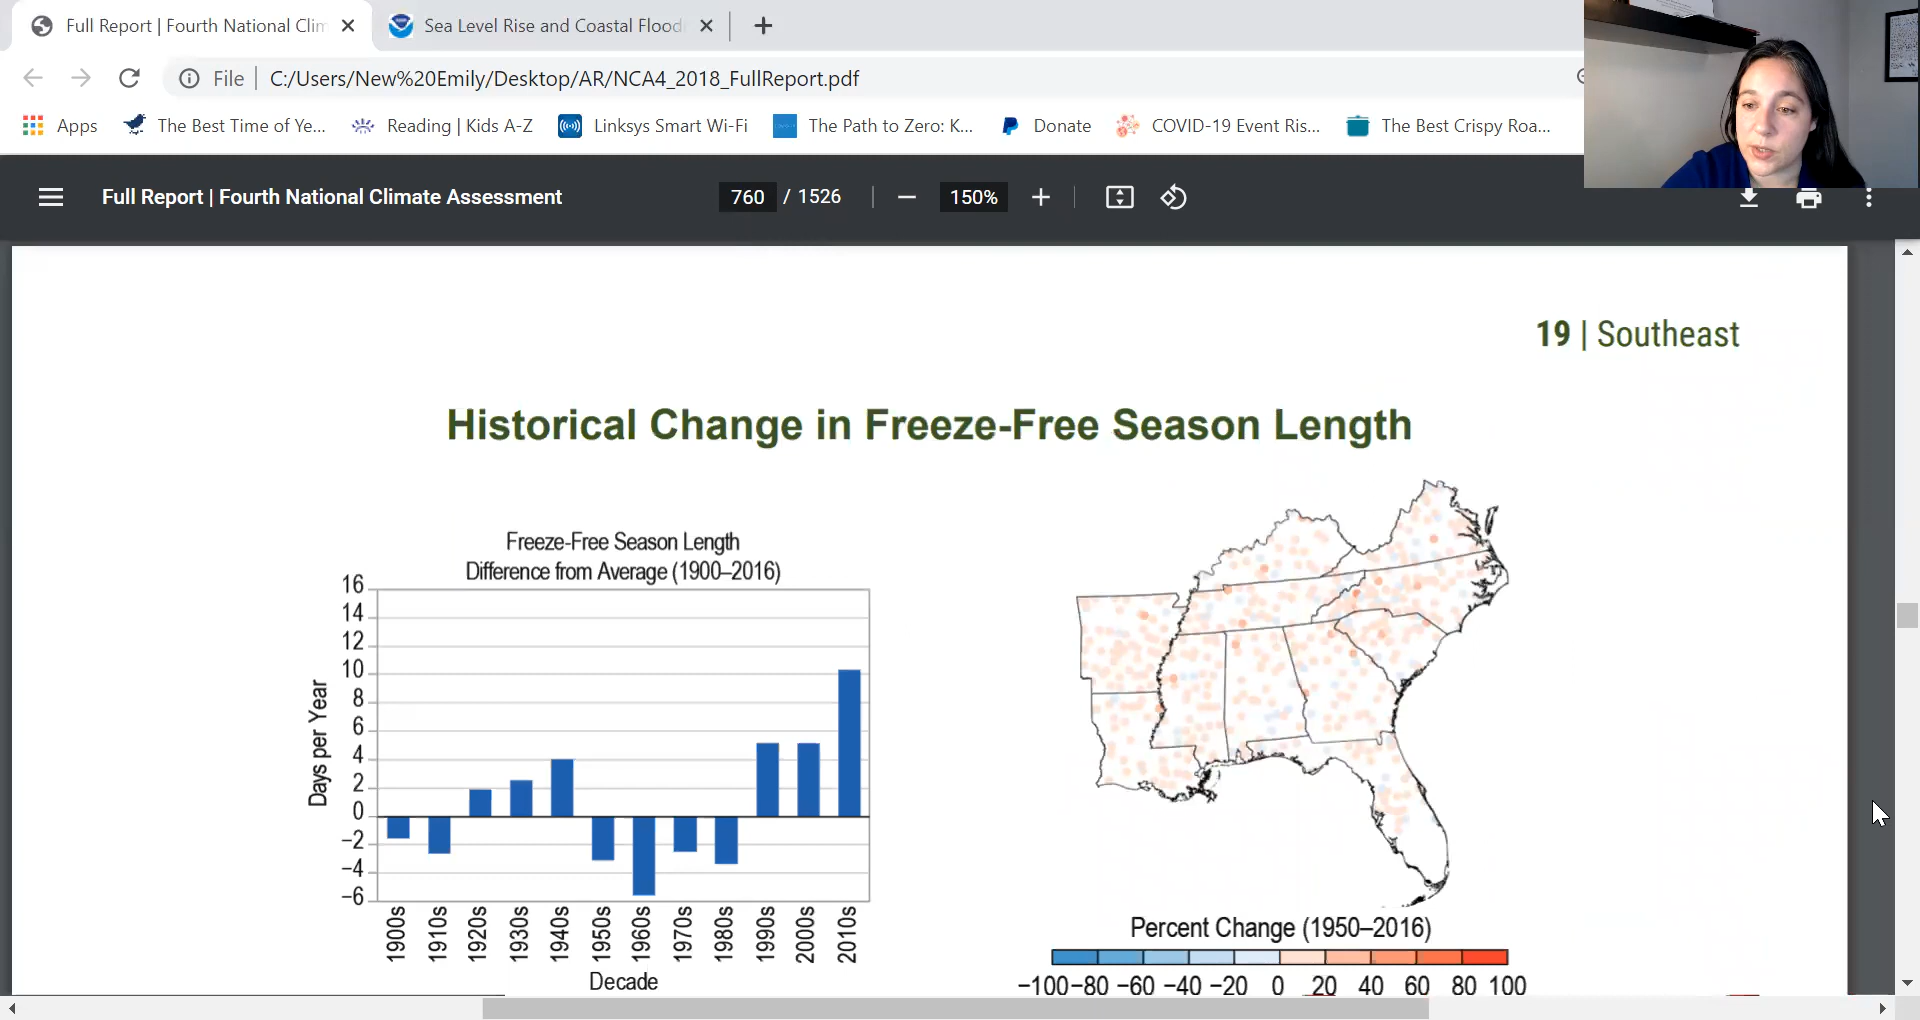 Full Report | Fourth National Clim
Sea Level Rise and Coastal Flood
File | C:/Users/New%20Emily/Desktop/AR/NCA4_2018_FullReport.pdf
Apps
The Best Time of Ye...
Reading | Kids A-Z
Linksys Smart Wi-Fi
The Path to Zero: K...
Donate
COVID-19 Event Ris...
The Best Crispy Roa...
Full Report | Fourth National Climate Assessment
760 / 1526
150%
19 | Southeast
Historical Change in Freeze-Free Season Length
Freeze-Free Season Length
Difference from Average (1900–2016)
16
14
12
10
8
6
4
2
0
−2
−4
−6
Days per Year
1900s
1910s
1920s
1930s
1940s
1950s
1960s
1970s
1980s
1990s
2000s
2010s
Decade
Percent Change (1950–2016)
−100 −80 −60 −40 −20 0 20 40 60 80 100